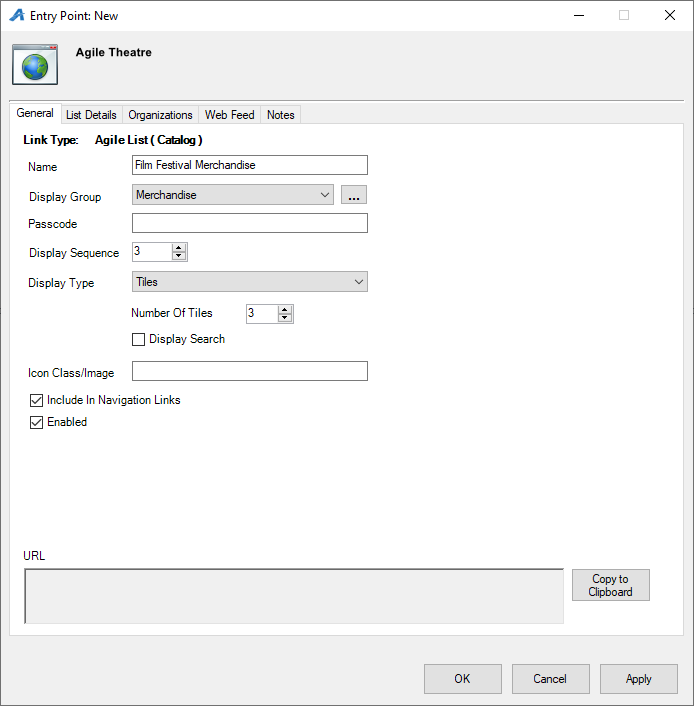 Entry Point: New
Agile Theatre
General List Details Organizations Web Feed Notes
Link Type: Agile List ( Catalog )
Name Film Festival Merchandise
Display Group Merchandise ...
Passcode
Display Sequence 3
Display Type Tiles
Number Of Tiles 3
Display Search
Icon Class/Image
Include In Navigation Links
Enabled
URL
Copy to
Clipboard
OK Cancel Apply